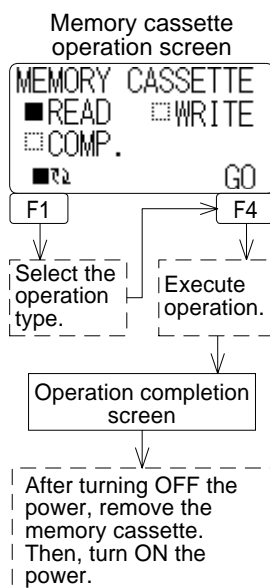 Memory cassette
operation screen
MEMORY CASSETTE
■READ □WRITE
□COMP.
■ GO
F1 F4
Select the
operation
type.
Execute
operation.
Operation completion
screen
After turning OFF the
power, remove the
memory cassette.
Then, turn ON the
power.